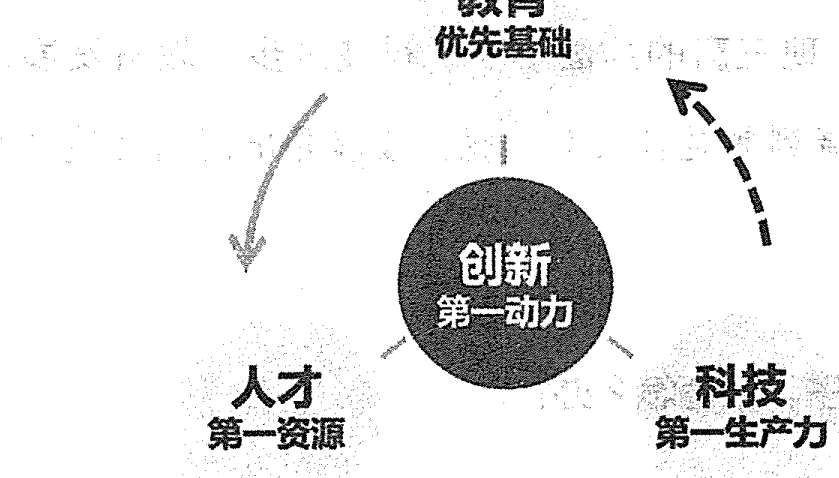 教育
优先基础
创新
第一动力
人才
第一资源
科技
第一生产力